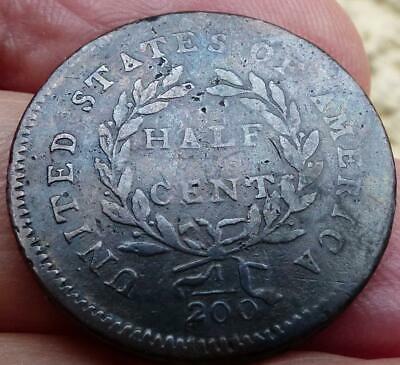 UNITED STATES OF AMERICA
HALF
CENT
1
200